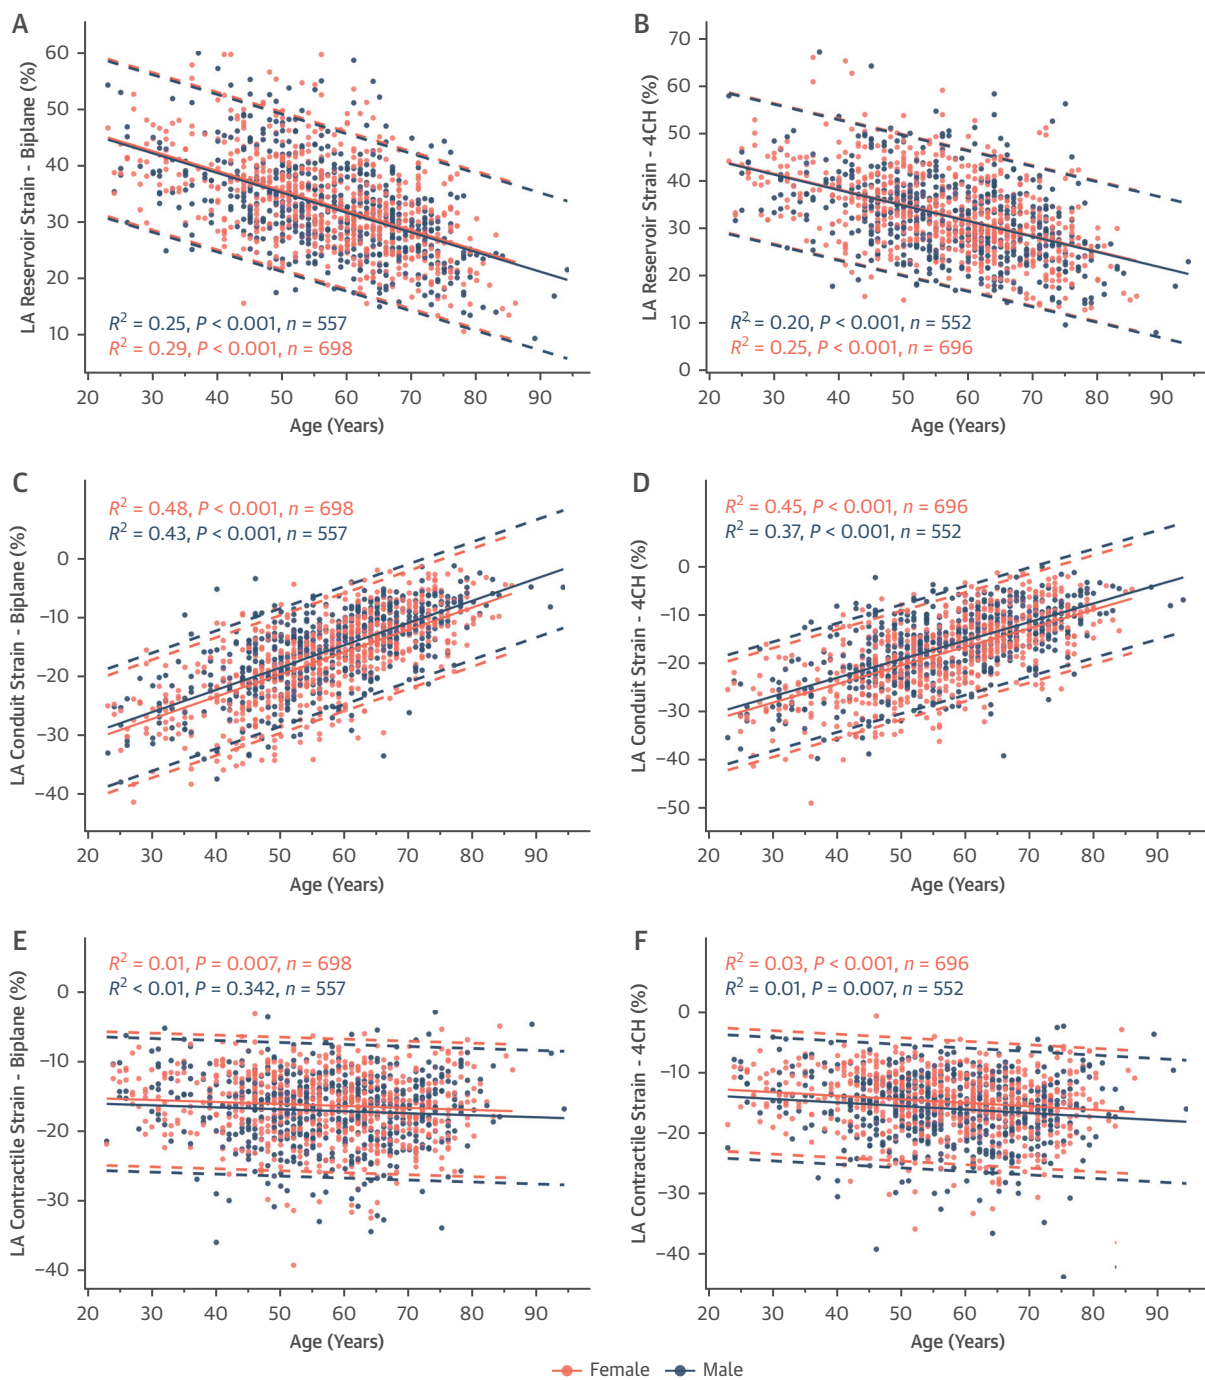 A
LA Reservoir Strain - Biplane (%)
60
50
40
30
20
10
R² = 0.25, P < 0.001, n = 557
R² = 0.29, P < 0.001, n = 698
20 30 40 50 60 70 80 90
Age (Years)
B
LA Reservoir Strain - 4CH (%)
70
60
50
40
30
20
10
0
R² = 0.20, P < 0.001, n = 552
R² = 0.25, P < 0.001, n = 696
20 30 40 50 60 70 80 90
Age (Years)
C
LA Conduit Strain - Biplane (%)
R² = 0.48, P < 0.001, n = 698
R² = 0.43, P < 0.001, n = 557
0
−10
−20
−30
−40
20 30 40 50 60 70 80 90
Age (Years)
D
LA Conduit Strain - 4CH (%)
R² = 0.45, P < 0.001, n = 696
R² = 0.37, P < 0.001, n = 552
0
−10
−20
−30
−40
−50
20 30 40 50 60 70 80 90
Age (Years)
E
LA Contractile Strain - Biplane (%)
R² = 0.01, P = 0.007, n = 698
R² < 0.01, P = 0.342, n = 557
0
−10
−20
−30
−40
20 30 40 50 60 70 80 90
Age (Years)
F
LA Contractile Strain - 4CH (%)
R² = 0.03, P < 0.001, n = 696
R² = 0.01, P = 0.007, n = 552
0
−10
−20
−30
−40
20 30 40 50 60 70 80 90
Age (Years)
Female Male